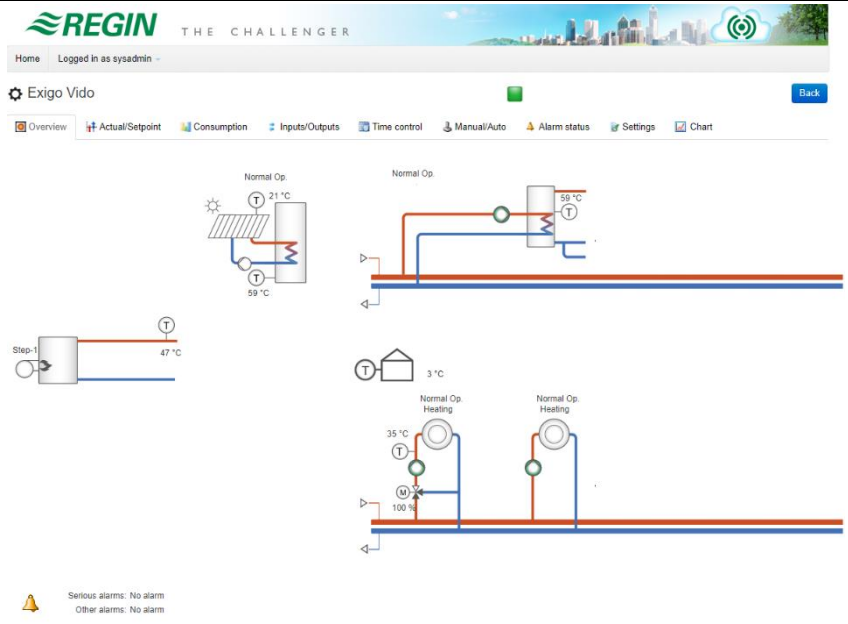 REGIN THE CHALLENGER
Home Logged in as sysadmin
Exigo Vido Back
Overview Actual/Setpoint Consumption Inputs/Outputs Time control Manual/Auto Alarm status Settings Chart
Normal Op.
T 21 °C
T
59 °C
Normal Op.
59 °C
T
T
47 °C
Step-1
T 3 °C
Normal Op.
Heating
35 °C
T
M
100 %
Normal Op.
Heating
Serious alarms: No alarm
Other alarms: No alarm